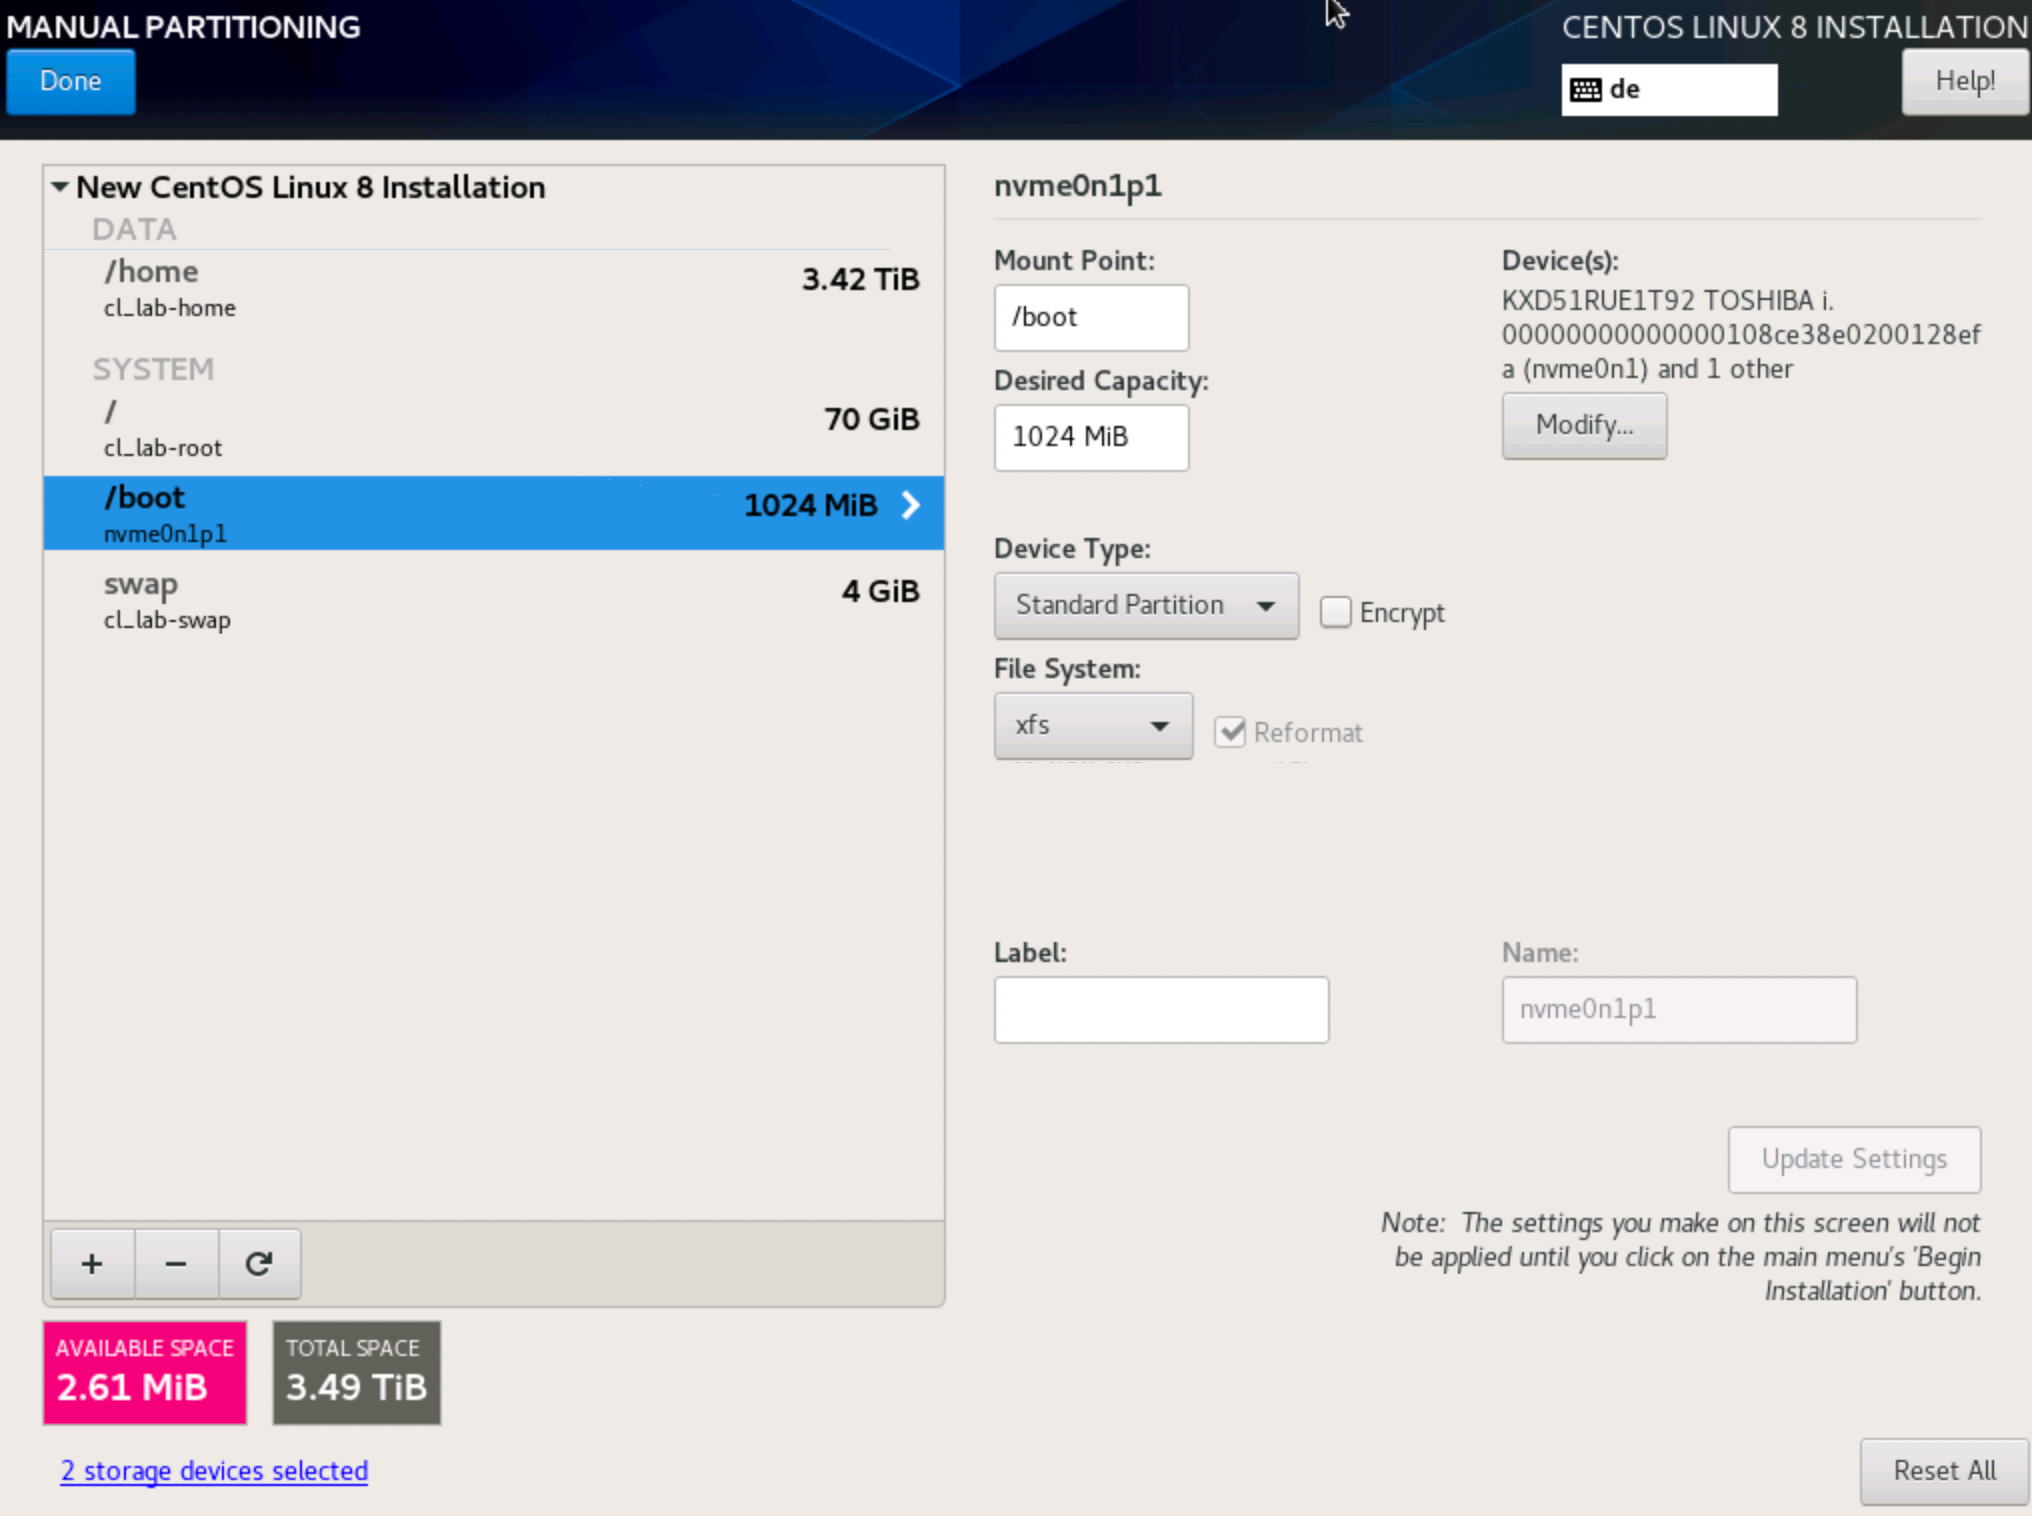 MANUAL PARTITIONING
CENTOS LINUX 8 INSTALLATION
Done
de
Help!
New CentOS Linux 8 Installation
DATA
/home
3.42 TiB
cl_lab-home
SYSTEM
/
70 GiB
cl_lab-root
/boot
1024 MiB
nvme0n1p1
swap
4 GiB
cl_lab-swap
+ −
AVAILABLE SPACE
2.61 MiB
TOTAL SPACE
3.49 TiB
2 storage devices selected
nvme0n1p1
Mount Point:
/boot
Desired Capacity:
1024 MiB
Device(s):
KXD51RUE1T92 TOSHIBA i.
00000000000000108ce38e0200128ef
a (nvme0n1) and 1 other
Modify...
Device Type:
Standard Partition
Encrypt
File System:
xfs
Reformat
Label:
Name:
nvme0n1p1
Update Settings
Note: The settings you make on this screen will not
be applied until you click on the main menu's 'Begin
Installation' button.
Reset All